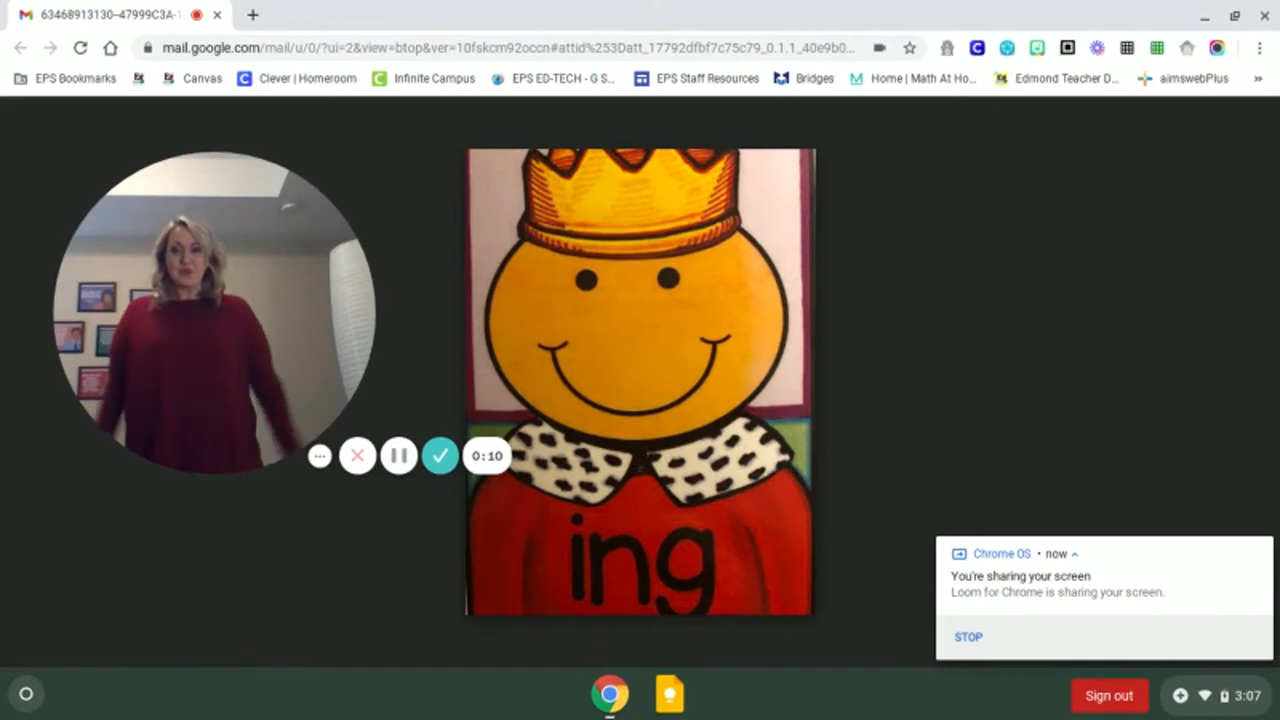 63468913130--47999C3A-1
mail.google.com/mail/u/0/?ui=2&view=btop&ver=10fskcm92occn#attid%253Datt_17792dfbf7c75c79_0.1.1_40e9b0...
EPS Bookmarks
Canvas
Clever | Homeroom
Infinite Campus
EPS ED-TECH - G S...
EPS Staff Resources
Bridges
Home | Math At Ho...
Edmond Teacher D...
aimswebPlus
»
0:10
ing
Chrome OS • now
You're sharing your screen
Loom for Chrome is sharing your screen.
STOP
Sign out
3:07